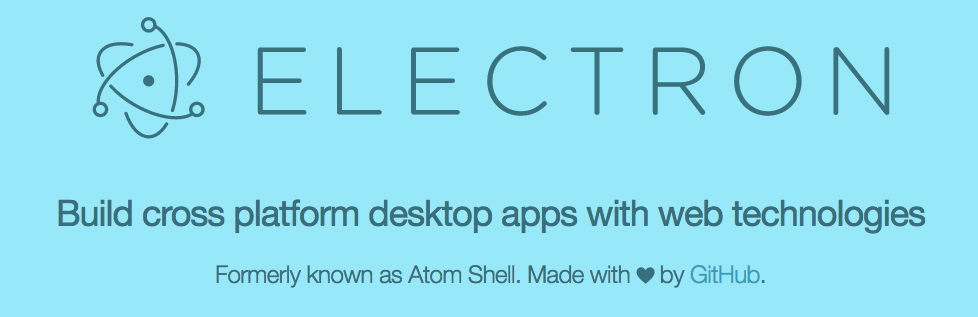 ELECTRON
Build cross platform desktop apps with web technologies
Formerly known as Atom Shell. Made with ♥ by GitHub.